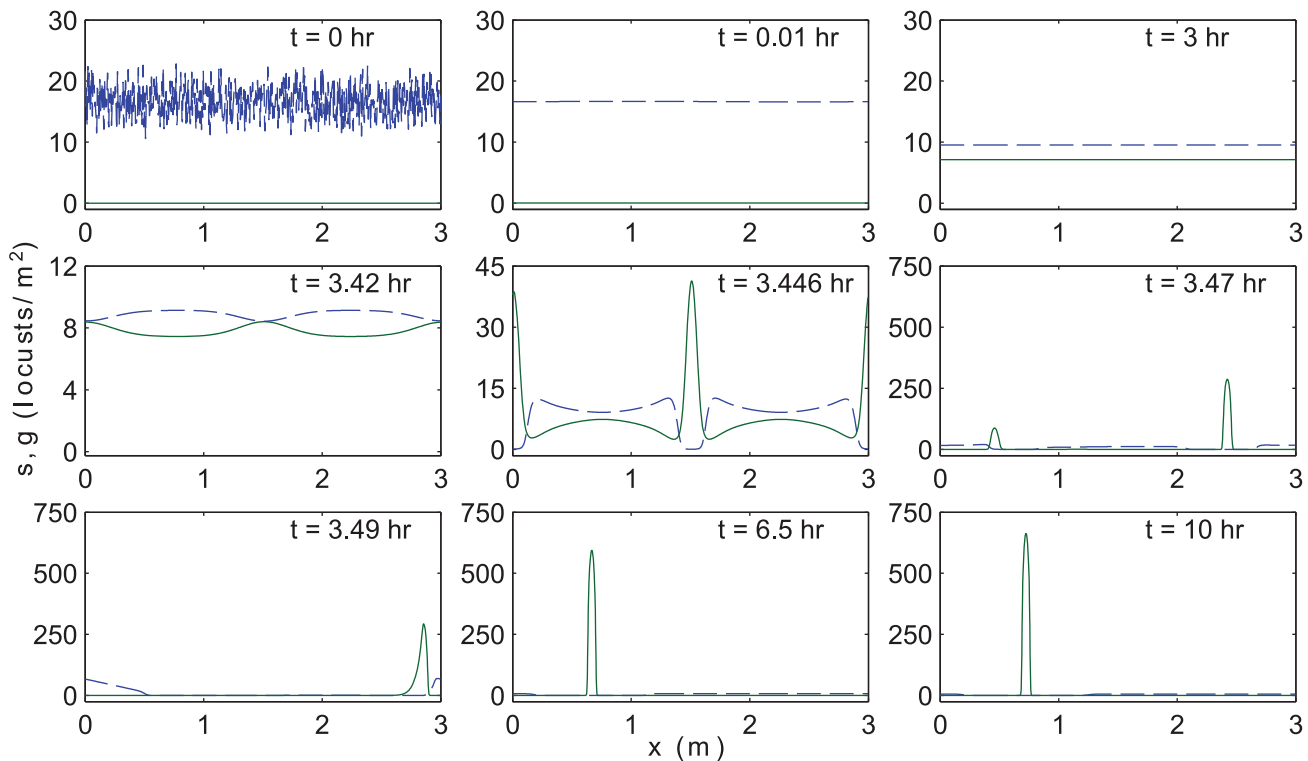 t = 0 hr
30
20
10
0
0 1 2 3
t = 0.01 hr
30
20
10
0
0 1 2 3
t = 3 hr
30
20
10
0
0 1 2 3
s, g (locusts/m²)
t = 3.42 hr
12
8
4
0
0 1 2 3
t = 3.446 hr
45
30
15
0
0 1 2 3
t = 3.47 hr
750
500
250
0
0 1 2 3
t = 3.49 hr
750
500
250
0
0 1 2 3
t = 6.5 hr
750
500
250
0
0 1 2 3
t = 10 hr
750
500
250
0
0 1 2 3
x (m)